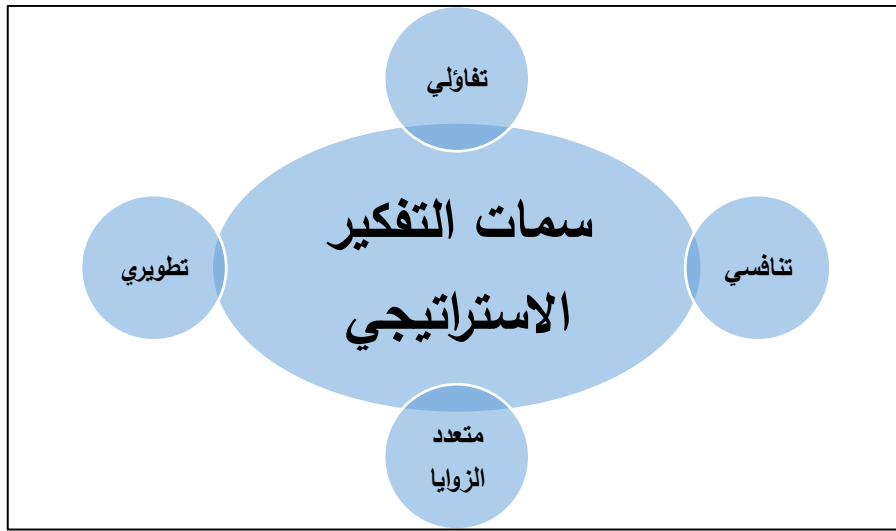 تفاؤلي
سمات التفكير
الاستراتيجي
تنافسي
تطويري
متعدد
الزوايا